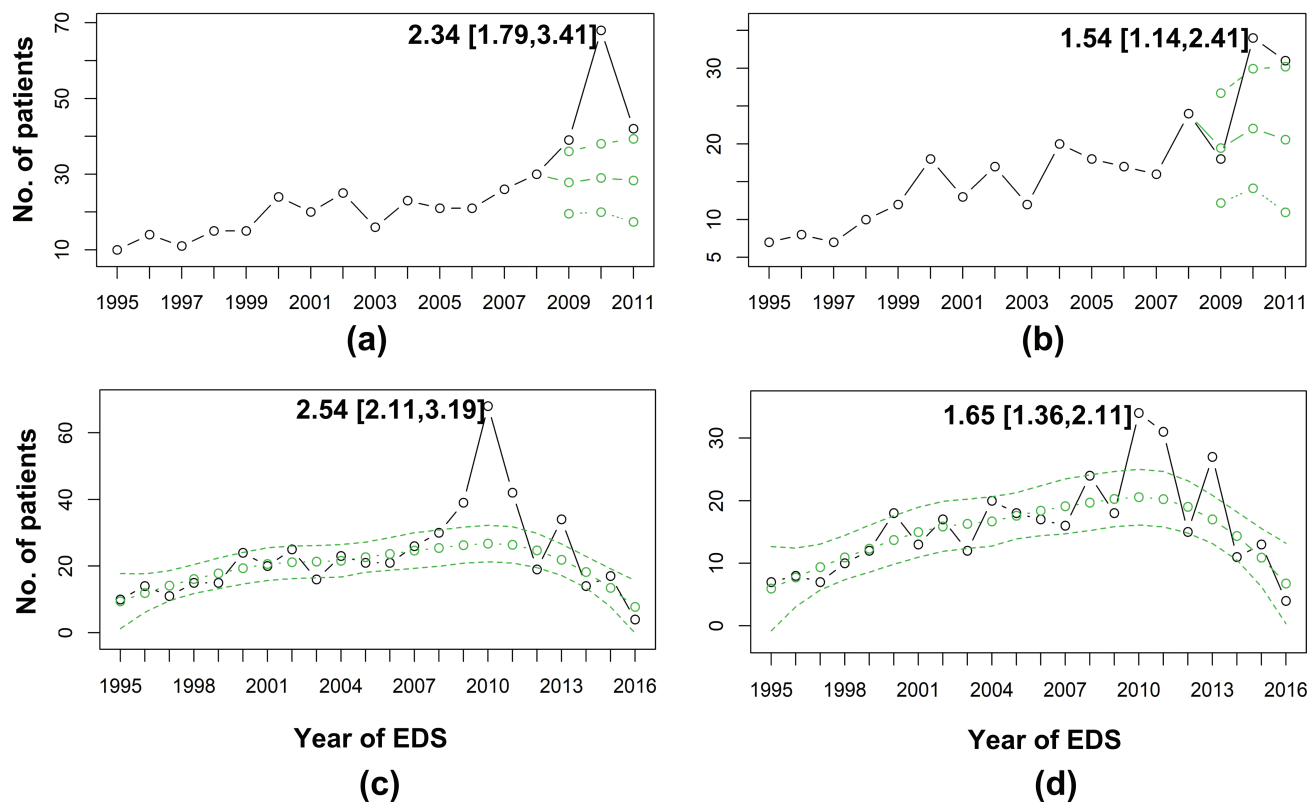 No. of patients
70
50
30
10
2.34 [1.79,3.41]
1995 1997 1999 2001 2003 2005 2007 2009 2011
(a)
30
20
10
5
1.54 [1.14,2.41]
1995 1997 1999 2001 2003 2005 2007 2009 2011
(b)
No. of patients
60
40
20
0
2.54 [2.11,3.19]
1995 1998 2001 2004 2007 2010 2013 2016
Year of EDS
(c)
30
20
10
0
1.65 [1.36,2.11]
1995 1998 2001 2004 2007 2010 2013 2016
Year of EDS
(d)